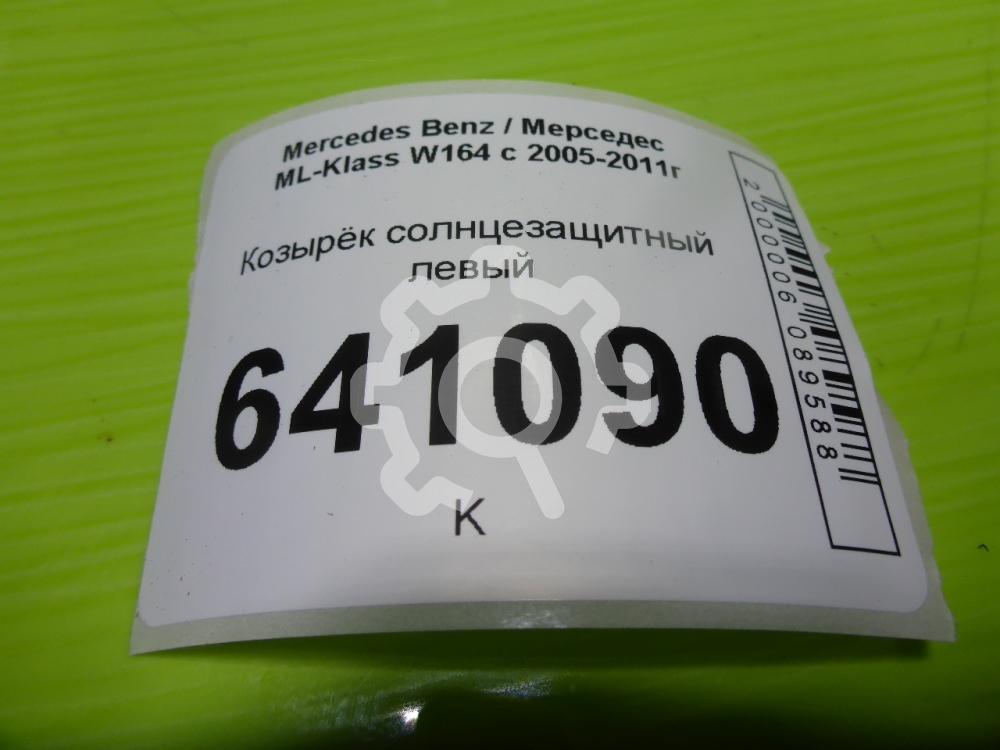 Mercedes Benz / Мерседес
ML-Klass W164 с 2005-2011г
Козырёк солнцезащитный
левый
641090
К
2000006089588